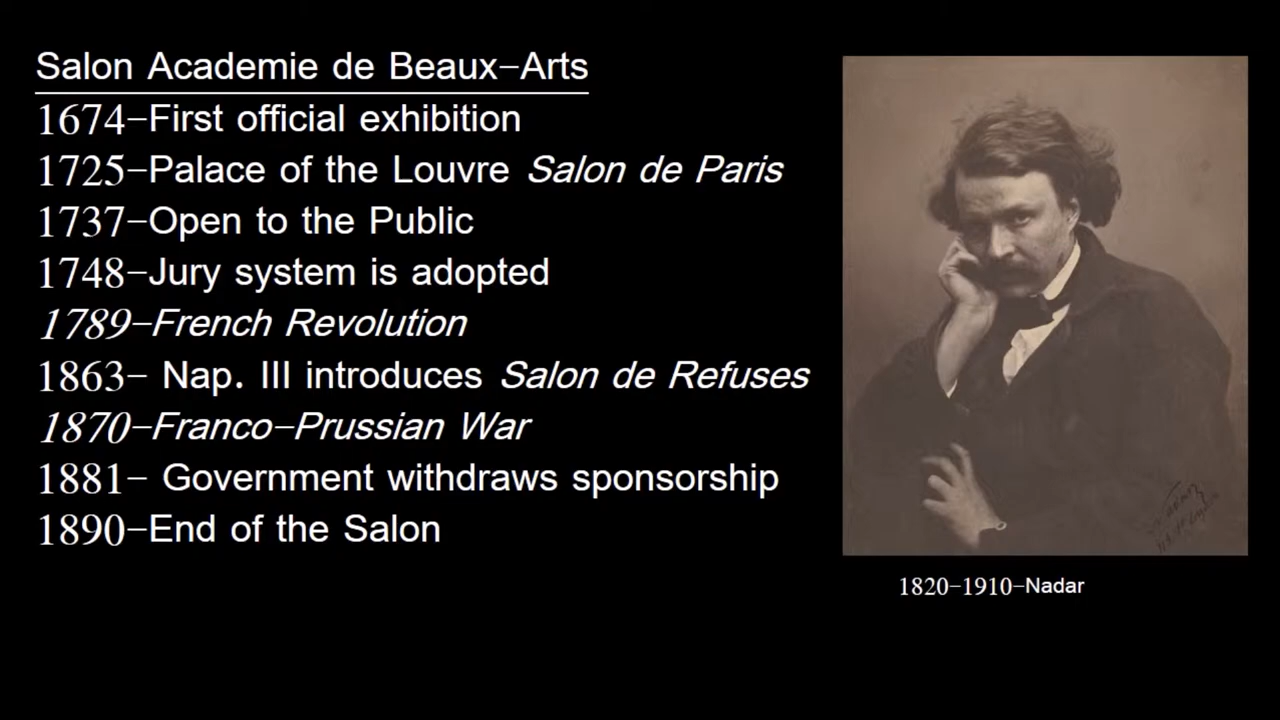 Salon Academie de Beaux-Arts
1674-First official exhibition
1725-Palace of the Louvre Salon de Paris
1737-Open to the Public
1748-Jury system is adopted
1789-French Revolution
1863- Nap. III introduces Salon de Refuses
1870-Franco-Prussian War
1881- Government withdraws sponsorship
1890-End of the Salon
1820-1910-Nadar